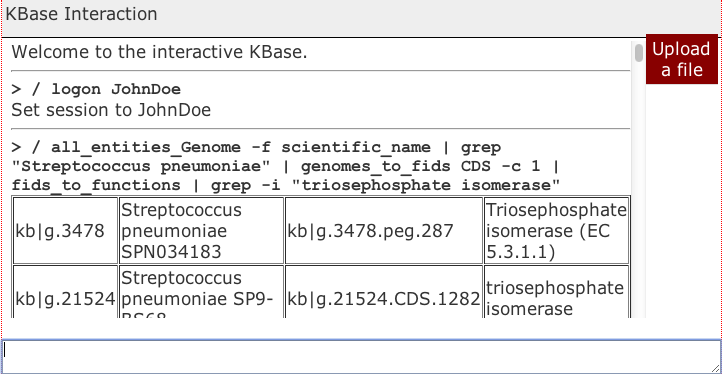 KBase Interaction
Welcome to the interactive KBase.
Upload
a file
> / logon JohnDoe
Set session to JohnDoe
> / all_entities_Genome -f scientific_name | grep
"Streptococcus pneumoniae" | genomes_to_fids CDS -c 1 |
fids_to_functions | grep -i "triosephosphate isomerase"
kb|g.3478
Streptococcus
pneumoniae
SPN034183
kb|g.3478.peg.287
Triosephosphate
isomerase (EC
5.3.1.1)
kb|g.21524
Streptococcus
pneumoniae SP9-
kb|g.21524.CDS.1282
triosephosphate
isomerase